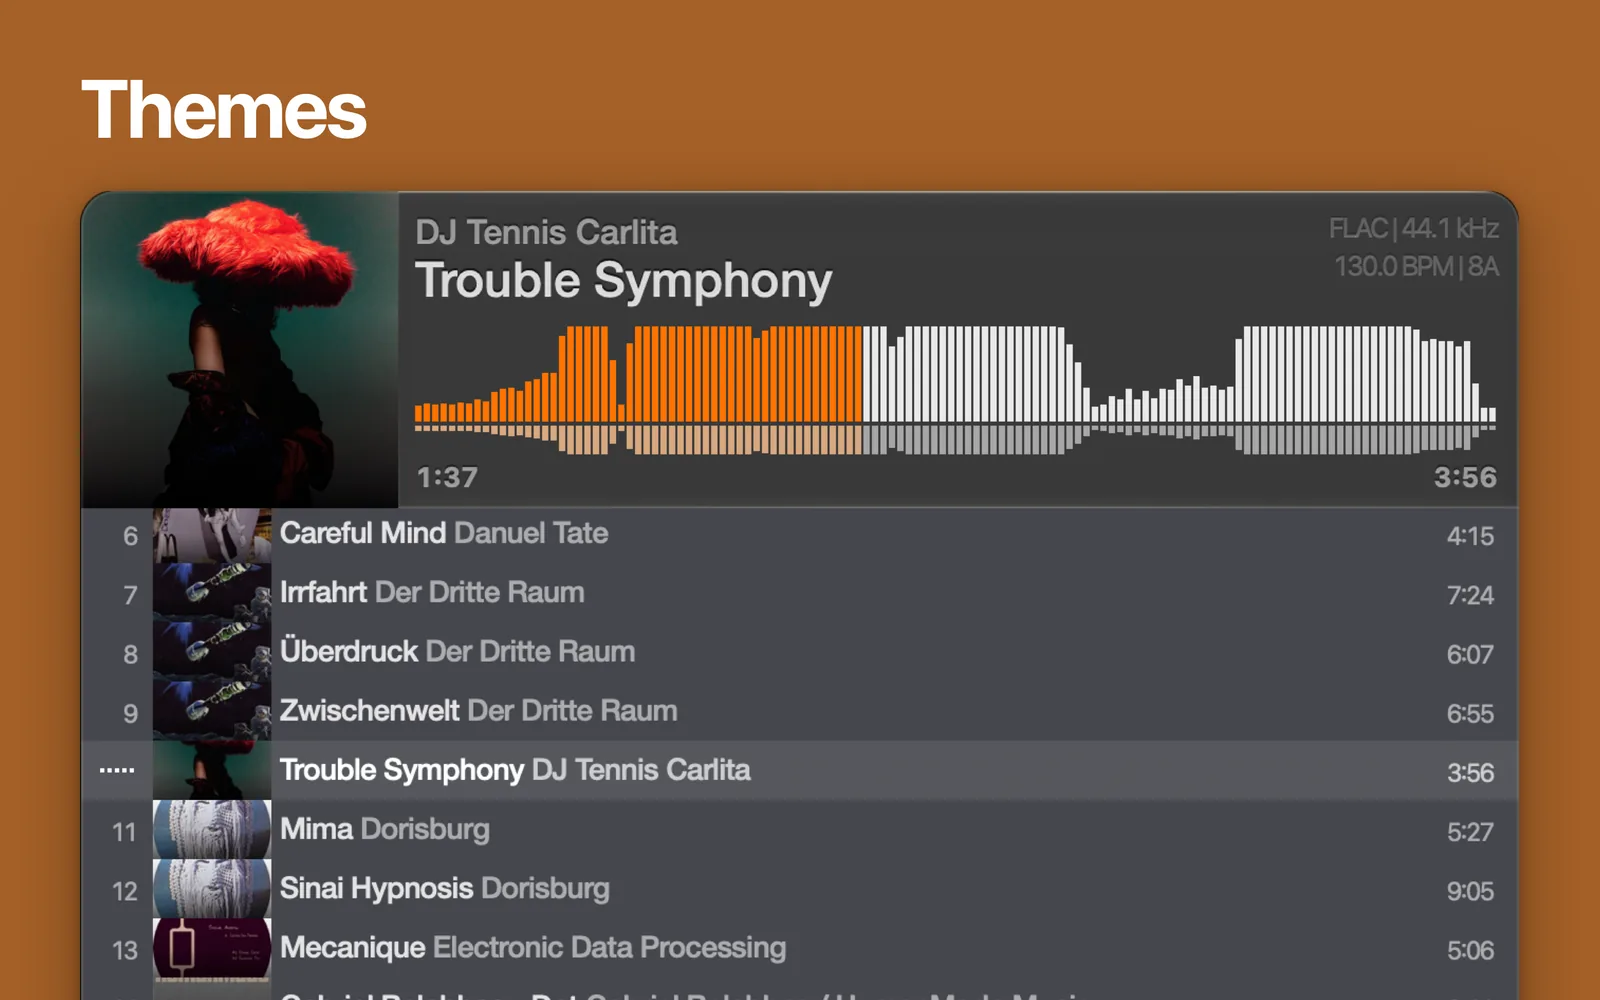 Themes
DJ Tennis Carlita
FLAC | 44.1 kHz
Trouble Symphony
130.0 BPM | 8A
1:37
3:56
6 Careful Mind Danuel Tate 4:15
7 Irrfahrt Der Dritte Raum 7:24
8 Überdruck Der Dritte Raum 6:07
9 Zwischenwelt Der Dritte Raum 6:55
Trouble Symphony DJ Tennis Carlita 3:56
11 Mima Dorisburg 5:27
12 Sinai Hypnosis Dorisburg 9:05
13 Mecanique Electronic Data Processing 5:06